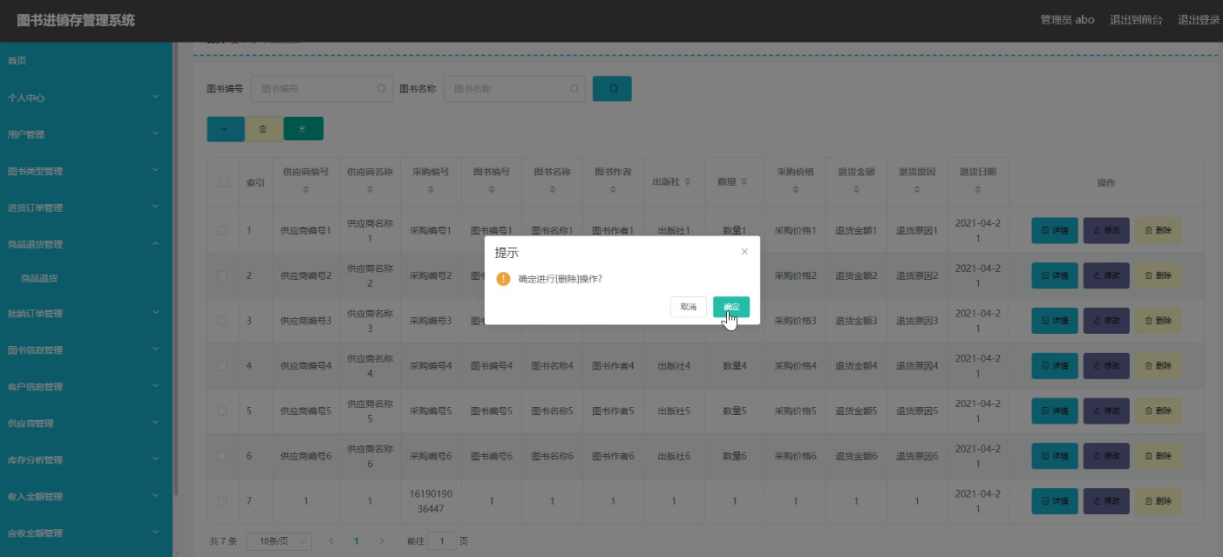 图书进销存管理系统
管理员 abo 退出到前台 退出登录
首页
个人中心
用户管理
图书类型管理
进货订单管理
商品退货管理
商品退货
批销订单管理
图书信息管理
客户信息管理
供应商管理
库存分析管理
收入金额管理
应收金额管理
图书编号 图书编号 图书名称 图书名称
索引 供应商编号 供应商名称 采购编号 图书编号 图书名称 图书作者 出版社 数量 采购价格 退货金额 退货原因 退货日期 操作
1 供应商编号1 供应商名称1 采购编号1 图书编号1 图书名称1 图书作者1 出版社1 数量1 采购价格1 退货金额1 退货原因1 2021-04-21 详情 修改 删除
2 供应商编号2 供应商名称2 采购编号2 采购价格2 退货金额2 退货原因2 2021-04-21 详情 修改 删除
3 供应商编号3 供应商名称3 采购编号3 采购价格3 退货金额3 退货原因3 2021-04-21 详情 修改 删除
4 供应商编号4 供应商名称4 采购编号4 图书编号4 图书名称4 图书作者4 出版社4 数量4 采购价格4 退货金额4 退货原因4 2021-04-21 详情 修改 删除
5 供应商编号5 供应商名称5 采购编号5 图书编号5 图书名称5 图书作者5 出版社5 数量5 采购价格5 退货金额5 退货原因5 2021-04-21 详情 修改 删除
6 供应商编号6 供应商名称6 采购编号6 图书编号6 图书名称6 图书作者6 出版社6 数量6 采购价格6 退货金额6 退货原因6 2021-04-21 详情 修改 删除
7 1 1 1619019036447 1 1 1 1 1 1 1 1 2021-04-21 详情 修改 删除
共 7 条 10条/页 1 前往 1 页
提示
确定进行[删除]操作?
取消 确定